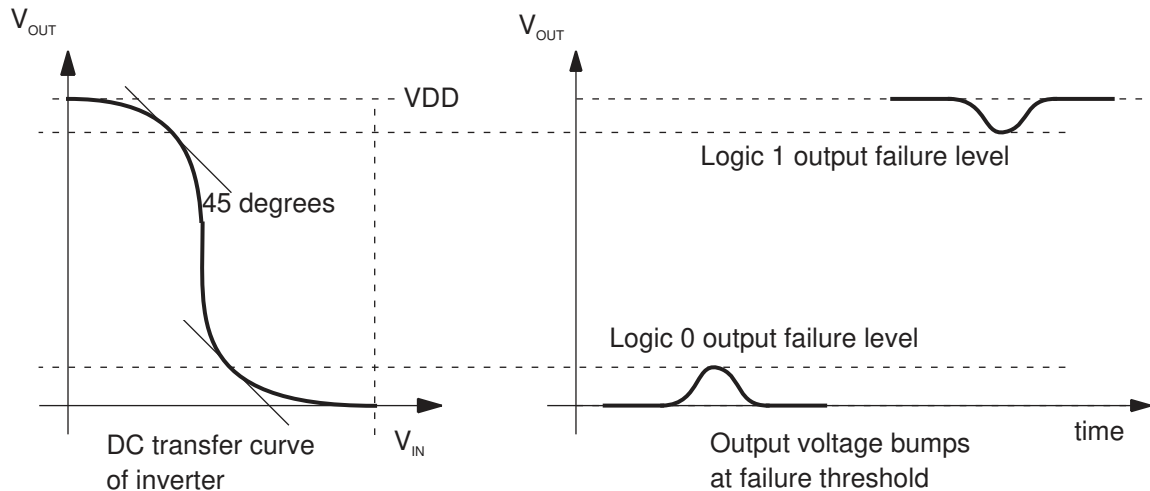 V_OUT
VDD
45 degrees
V_IN
DC transfer curve
of inverter
V_OUT
Logic 1 output failure level
Logic 0 output failure level
time
Output voltage bumps
at failure threshold